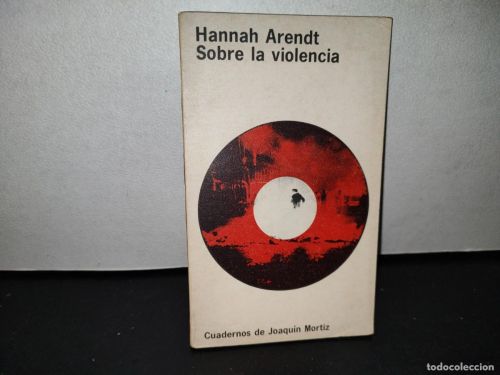 Hannah Arendt
Sobre la violencia
Cuadernos de Joaquín Mortiz
todocoleccion